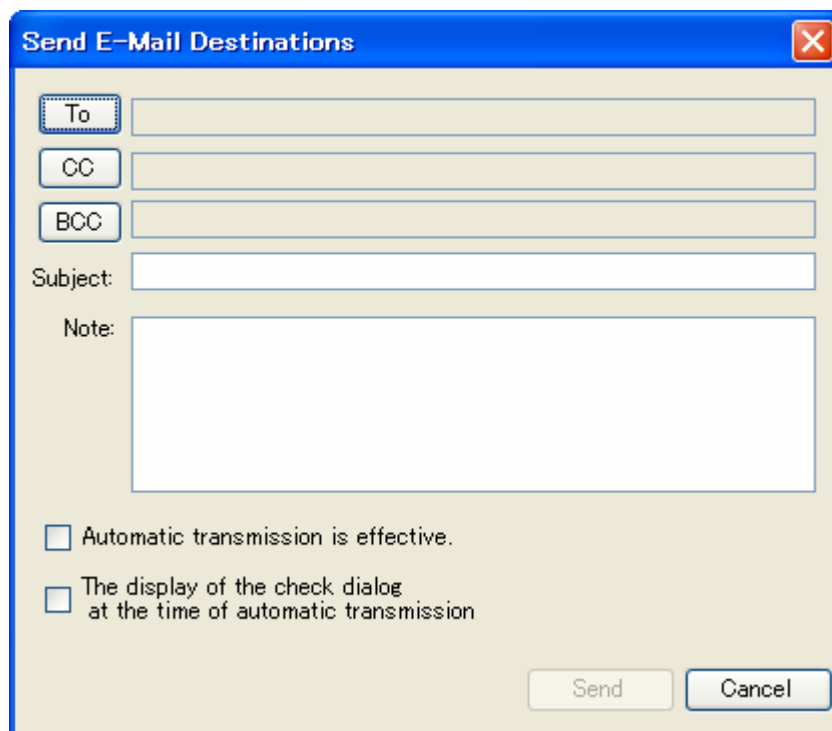 Send E-Mail Destinations
To
CC
BCC
Subject:
Note:
Automatic transmission is effective.
The display of the check dialog
at the time of automatic transmission
Send
Cancel